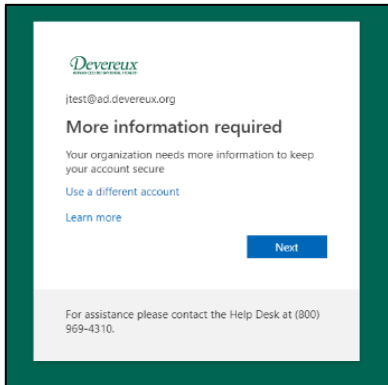 Devereux
jtest@ad.devereux.org
More information required
Your organization needs more information to keep
your account secure
Use a different account
Learn more
Next
For assistance please contact the Help Desk at (800)
969-4310.